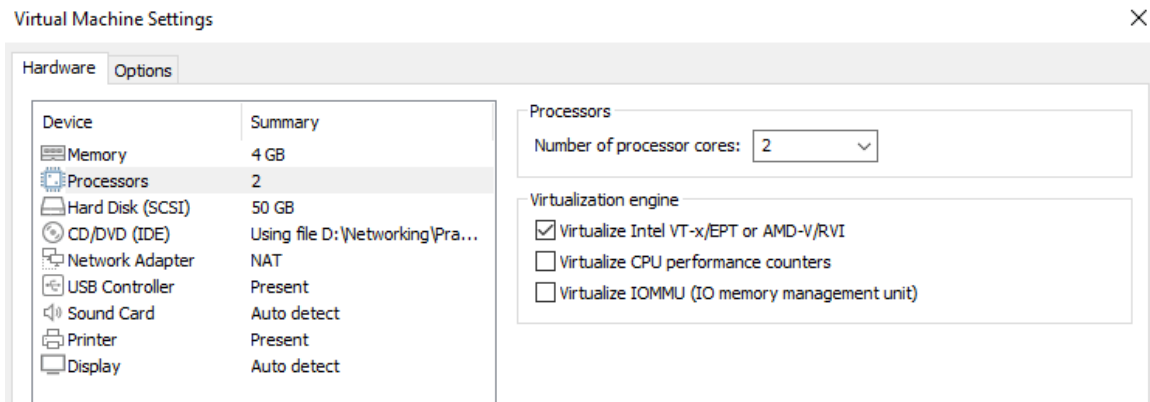 Virtual Machine Settings
Hardware Options
Device Summary
Memory 4 GB
Processors 2
Hard Disk (SCSI) 50 GB
CD/DVD (IDE) Using file D:\Networking\Pra...
Network Adapter NAT
USB Controller Present
Sound Card Auto detect
Printer Present
Display Auto detect
Processors
Number of processor cores: 2
Virtualization engine
Virtualize Intel VT-x/EPT or AMD-V/RVI
Virtualize CPU performance counters
Virtualize IOMMU (IO memory management unit)